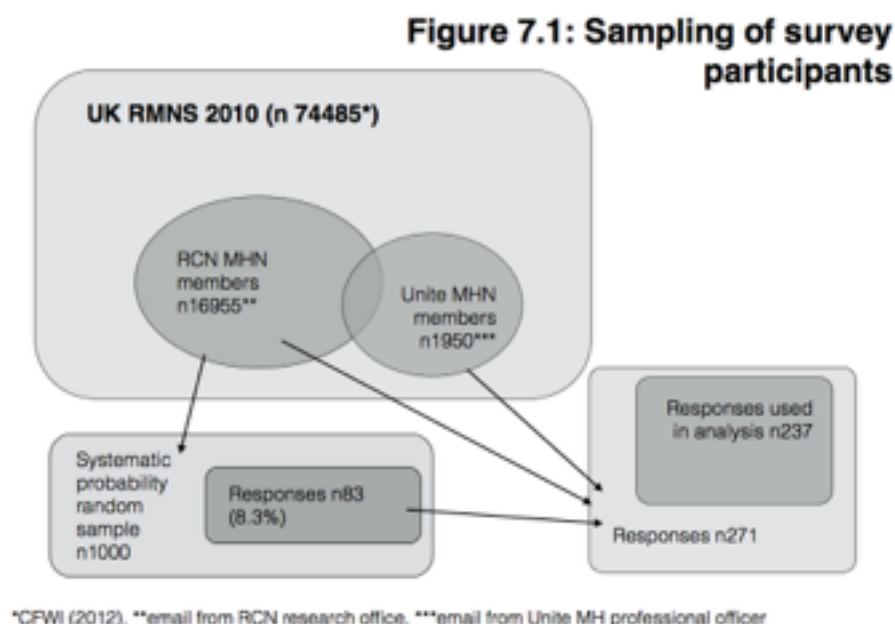 Figure 7.1: Sampling of survey
participants
UK RMNS 2010 (n 74485*)
RCN MHN
members
n16955**
Unite MHN
members
n1950***
Systematic
probability
random
sample
n1000
Responses n83
(8.3%)
Responses used
in analysis n237
Responses n271
*CFWI (2012), **email from RCN research office, ***email from Unite MH professional officer